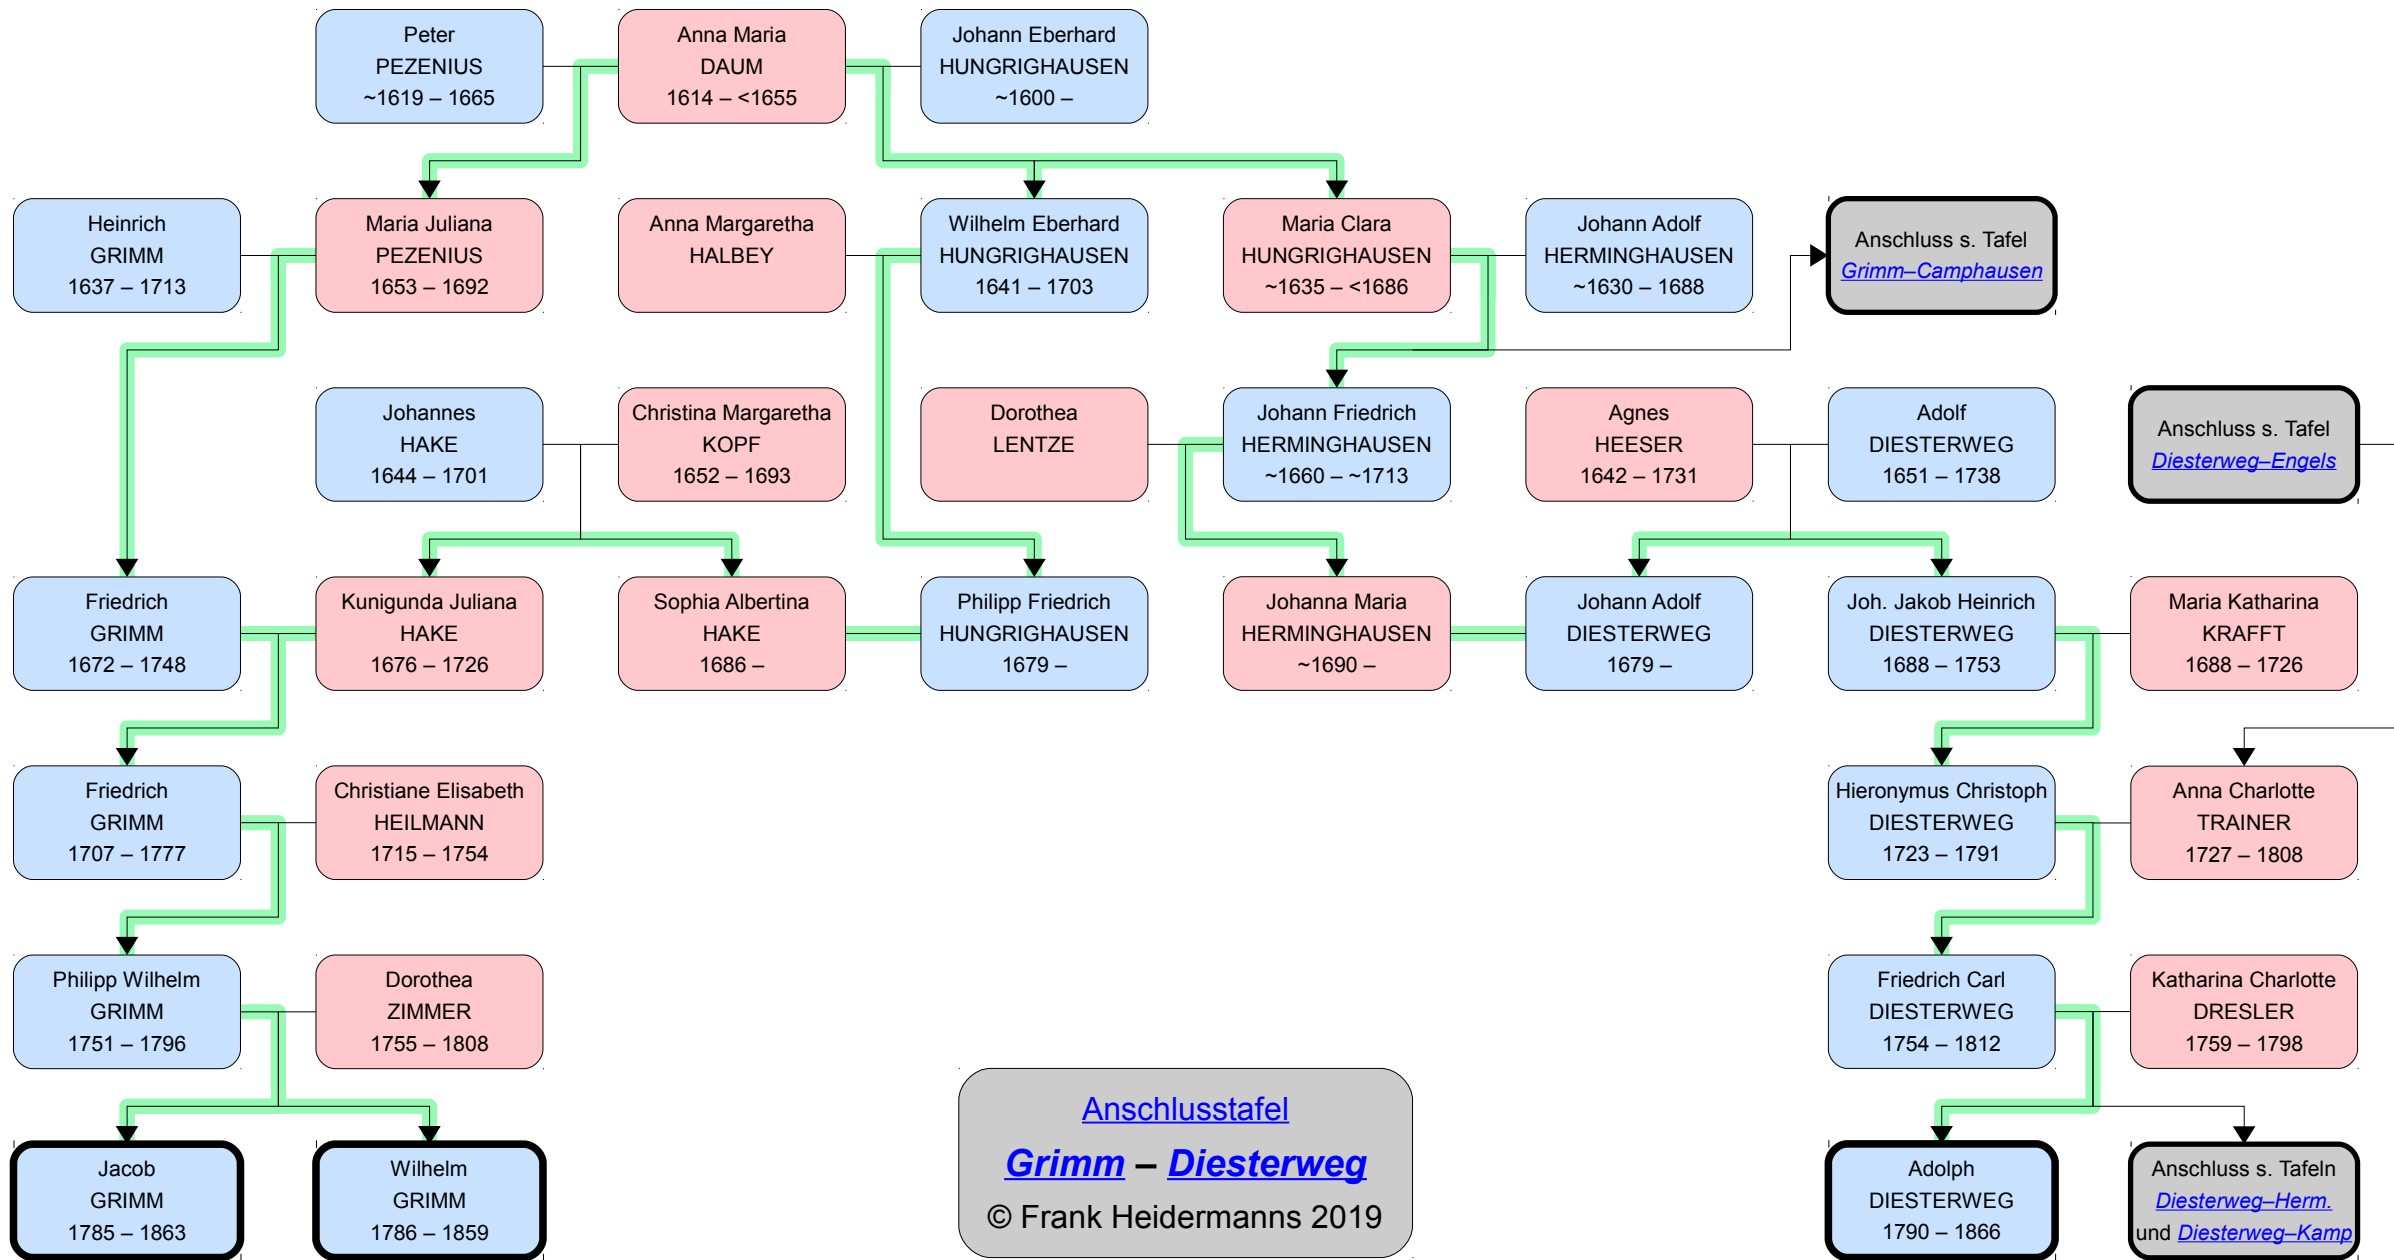 Peter
PEZENIUS
~1619 – 1665
Anna Maria
DAUM
1614 – <1655
Johann Eberhard
HUNGRIGHAUSEN
~1600 –
Heinrich
GRIMM
1637 – 1713
Maria Juliana
PEZENIUS
1653 – 1692
Anna Margaretha
HALBEY
Wilhelm Eberhard
HUNGRIGHAUSEN
1641 – 1703
Maria Clara
HUNGRIGHAUSEN
~1635 – <1686
Johann Adolf
HERMINGHAUSEN
~1630 – 1688
Anschluss s. Tafel
Grimm–Camphausen
Johannes
HAKE
1644 – 1701
Christina Margaretha
KOPF
1652 – 1693
Dorothea
LENTZE
Johann Friedrich
HERMINGHAUSEN
~1660 – ~1713
Agnes
HEESER
1642 – 1731
Adolf
DIESTERWEG
1651 – 1738
Anschluss s. Tafel
Diesterweg–Engels
Friedrich
GRIMM
1672 – 1748
Kunigunda Juliana
HAKE
1676 – 1726
Sophia Albertina
HAKE
1686 –
Philipp Friedrich
HUNGRIGHAUSEN
1679 –
Johanna Maria
HERMINGHAUSEN
~1690 –
Johann Adolf
DIESTERWEG
1679 –
Joh. Jakob Heinrich
DIESTERWEG
1688 – 1753
Maria Katharina
KRAFFT
1688 – 1726
Friedrich
GRIMM
1707 – 1777
Christiane Elisabeth
HEILMANN
1715 – 1754
Hieronymus Christoph
DIESTERWEG
1723 – 1791
Anna Charlotte
TRAINER
1727 – 1808
Philipp Wilhelm
GRIMM
1751 – 1796
Dorothea
ZIMMER
1755 – 1808
Friedrich Carl
DIESTERWEG
1754 – 1812
Katharina Charlotte
DRESLER
1759 – 1798
Jacob
GRIMM
1785 – 1863
Wilhelm
GRIMM
1786 – 1859
Anschlusstafel
Grimm – Diesterweg
© Frank Heidermanns 2019
Adolph
DIESTERWEG
1790 – 1866
Anschluss s. Tafeln
Diesterweg–Herm.
und Diesterweg–Kamp